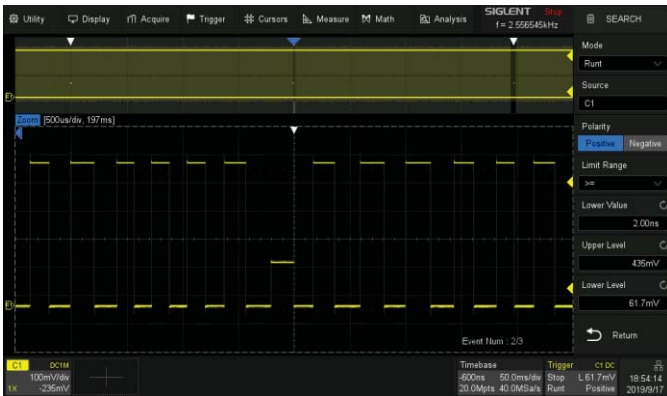 Utility Display Acquire Trigger Cursors Measure Math Analysis SIGLENT Stop
f = 2.556545kHz
SEARCH
Mode
Runt
Source
C1
Polarity
Positive Negative
Limit Range
>=
Lower Value
2.00ns
Upper Level
435mV
Lower Level
61.7mV
Return
Zoom [500us/div, 197ms]
Event Num : 2/3
C1 DC1M
100mV/div
1X -235mV
Timebase
-600ns 50.0ms/div
20.0Mpts 40.0MSa/s
Trigger C1 DC
Stop L 61.7mV
Runt Positive
18:54:14
2019/9/17